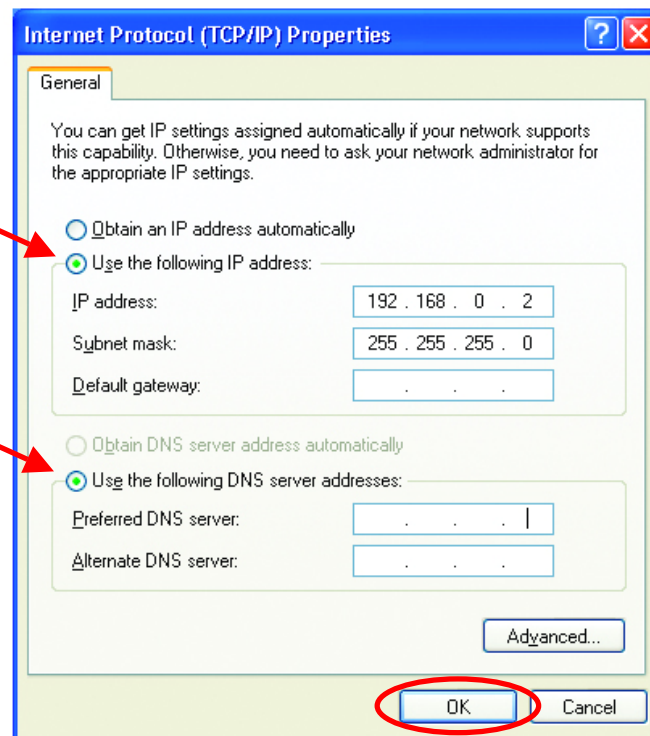 Internet Protocol (TCP/IP) Properties
?
General
You can get IP settings assigned automatically if your network supports
this capability. Otherwise, you need to ask your network administrator for
the appropriate IP settings.
Obtain an IP address automatically
Use the following IP address:
IP address: 192 . 168 . 0 . 2
Subnet mask: 255 . 255 . 255 . 0
Default gateway: . . .
Obtain DNS server address automatically
Use the following DNS server addresses:
Preferred DNS server: . . .
Alternate DNS server: . . .
Advanced...
OK Cancel